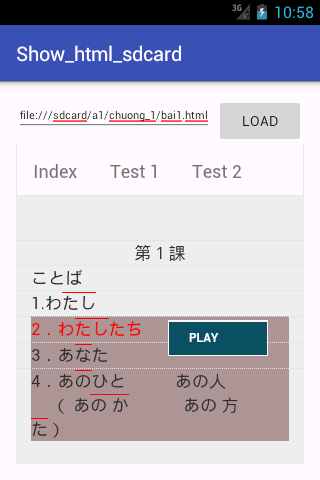 3G 10:58
Show_html_sdcard
file:///sdcard/a1/chuong_1/bai1.html LOAD
Index Test 1 Test 2
第１課
ことば
1.わたし
２．わたしたち PLAY
３．あなた
４．あのひと あの人
（ あの か あの 方
た）